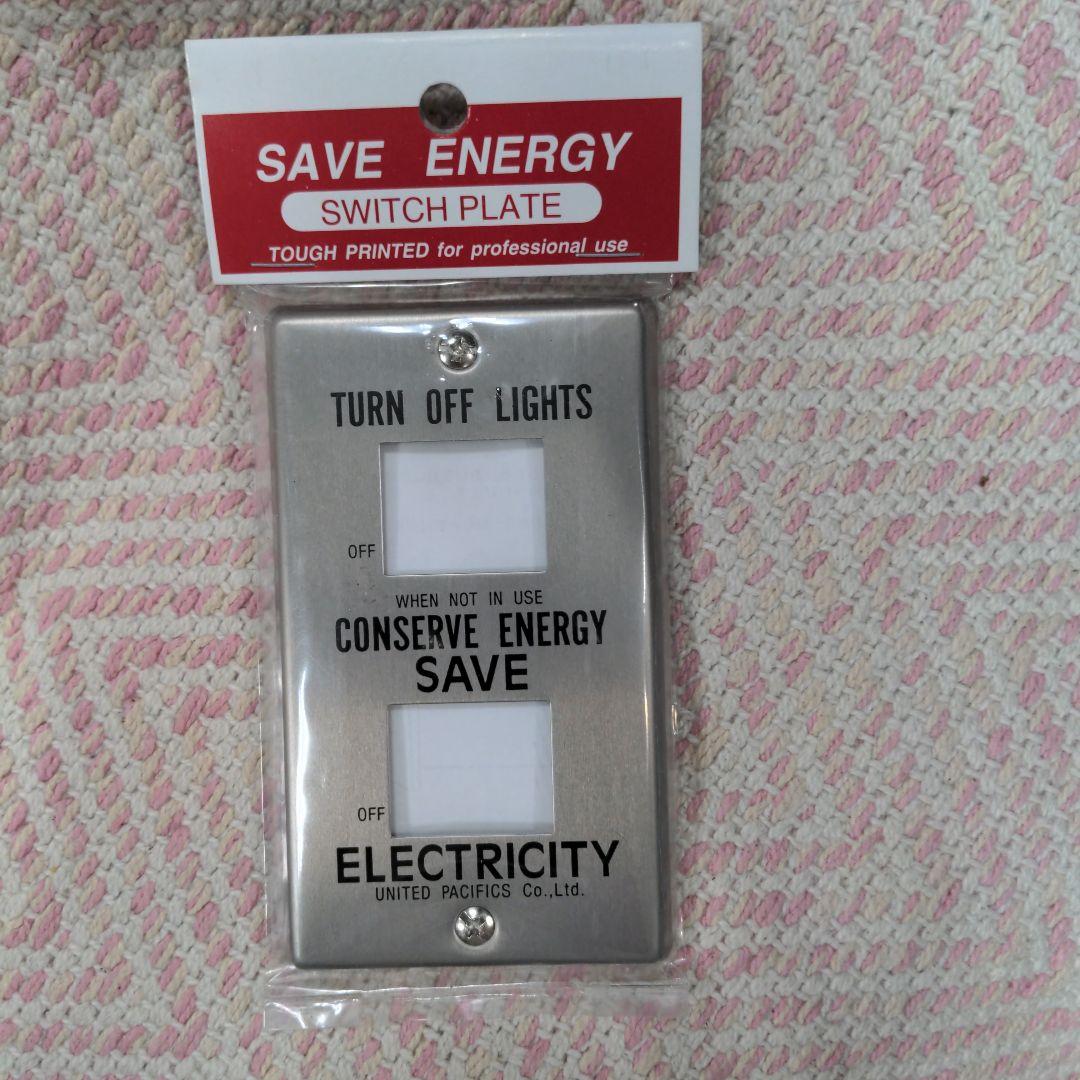 SAVE ENERGY
SWITCH PLATE
TOUGH PRINTED for professional use
TURN OFF LIGHTS
OFF
WHEN NOT IN USE
CONSERVE ENERGY
SAVE
OFF
ELECTRICITY
UNITED PACIFICS Co.,Ltd.